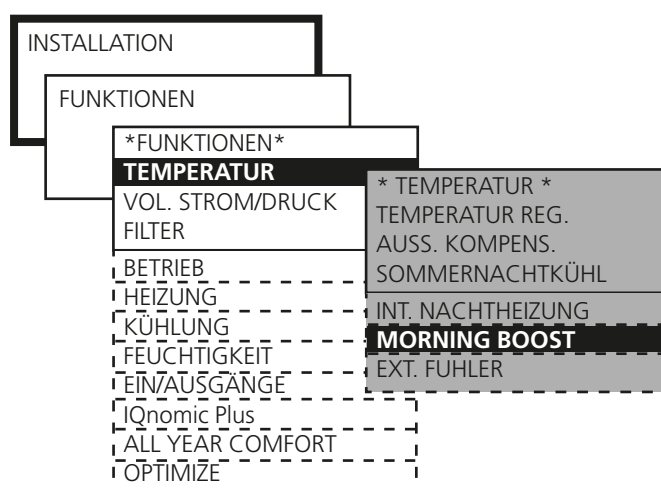 INSTALLATION
FUNKTIONEN
*FUNKTIONEN*
TEMPERATUR
VOL. STROM/DRUCK
FILTER
BETRIEB
HEIZUNG
KÜHLUNG
FEUCHTIGKEIT
EIN/AUSGÄNGE
IQnomic Plus
ALL YEAR COMFORT
OPTIMIZE
* TEMPERATUR *
TEMPERATUR REG.
AUSS. KOMPENS.
SOMMERNACHTKÜHL
INT. NACHTHEIZUNG
MORNING BOOST
EXT. FUHLER